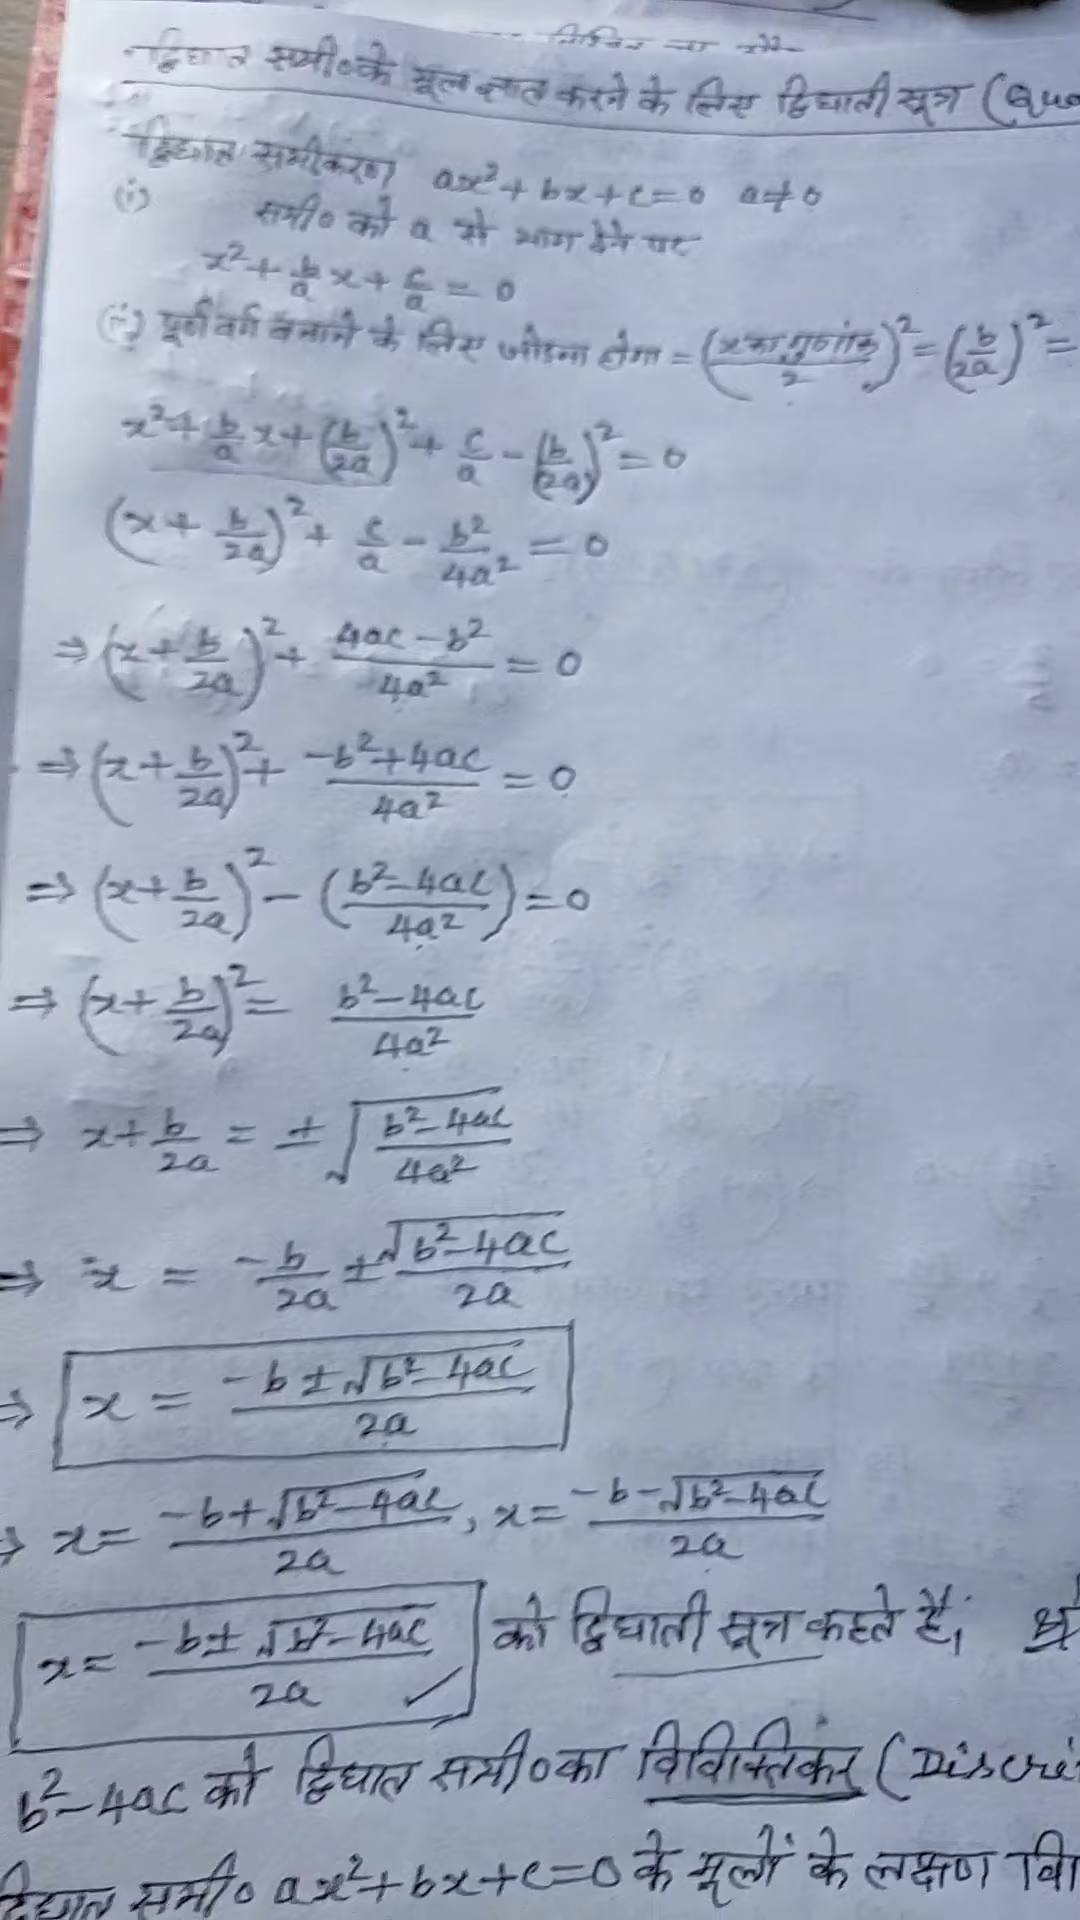 द्विघात समी० के मूल ज्ञात करने के लिए द्विघाती सूत्र (Qua
द्विघात समीकरण ax²+bx+c=0 a≠0
(i) समी० को a से भाग देने पर
x²+b/a x+c/a=0
(ii) पूर्ण वर्ग बनाने के लिए जोडना होगा = (x का गुणांक/2)² = (b/2a)² =
x²+b/a x+(b/2a)²+c/a-(b/2a)²=0
(x+b/2a)²+c/a-b²/4a²=0
⇒(x+b/2a)²+(4ac-b²)/4a²=0
⇒(x+b/2a)²+(-b²+4ac)/4a²=0
⇒(x+b/2a)²-((b²-4ac)/4a²)=0
⇒(x+b/2a)²=(b²-4ac)/4a²
⇒ x+b/2a=±√((b²-4ac)/4a²)
⇒ x=-b/2a±√(b²-4ac)/2a
⇒ x=(-b±√(b²-4ac))/2a
⇒ x=(-b+√(b²-4ac))/2a, x=(-b-√(b²-4ac))/2a
x=(-b±√(b²-4ac))/2a ✓ को द्विघाती सूत्र कहते है।
b²-4ac को द्विघात समी० का विविक्तिकर (Discri
द्विघात समी० ax²+bx+c=0 के मूलों के लक्षण वि